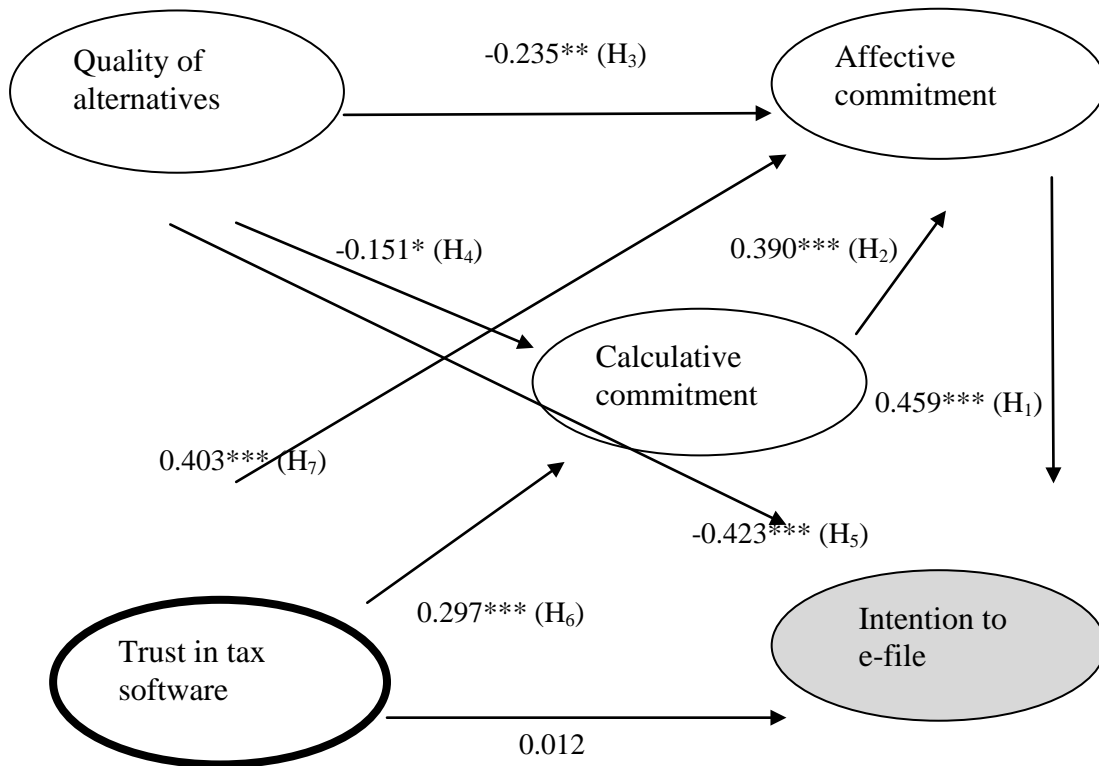 Quality of
alternatives
-0.235** (H₃)
Affective
commitment
-0.151* (H₄)
0.390*** (H₂)
Calculative
commitment
0.459*** (H₁)
0.403*** (H₇)
-0.423*** (H₅)
0.297*** (H₆)
Trust in tax
software
Intention to
e-file
0.012